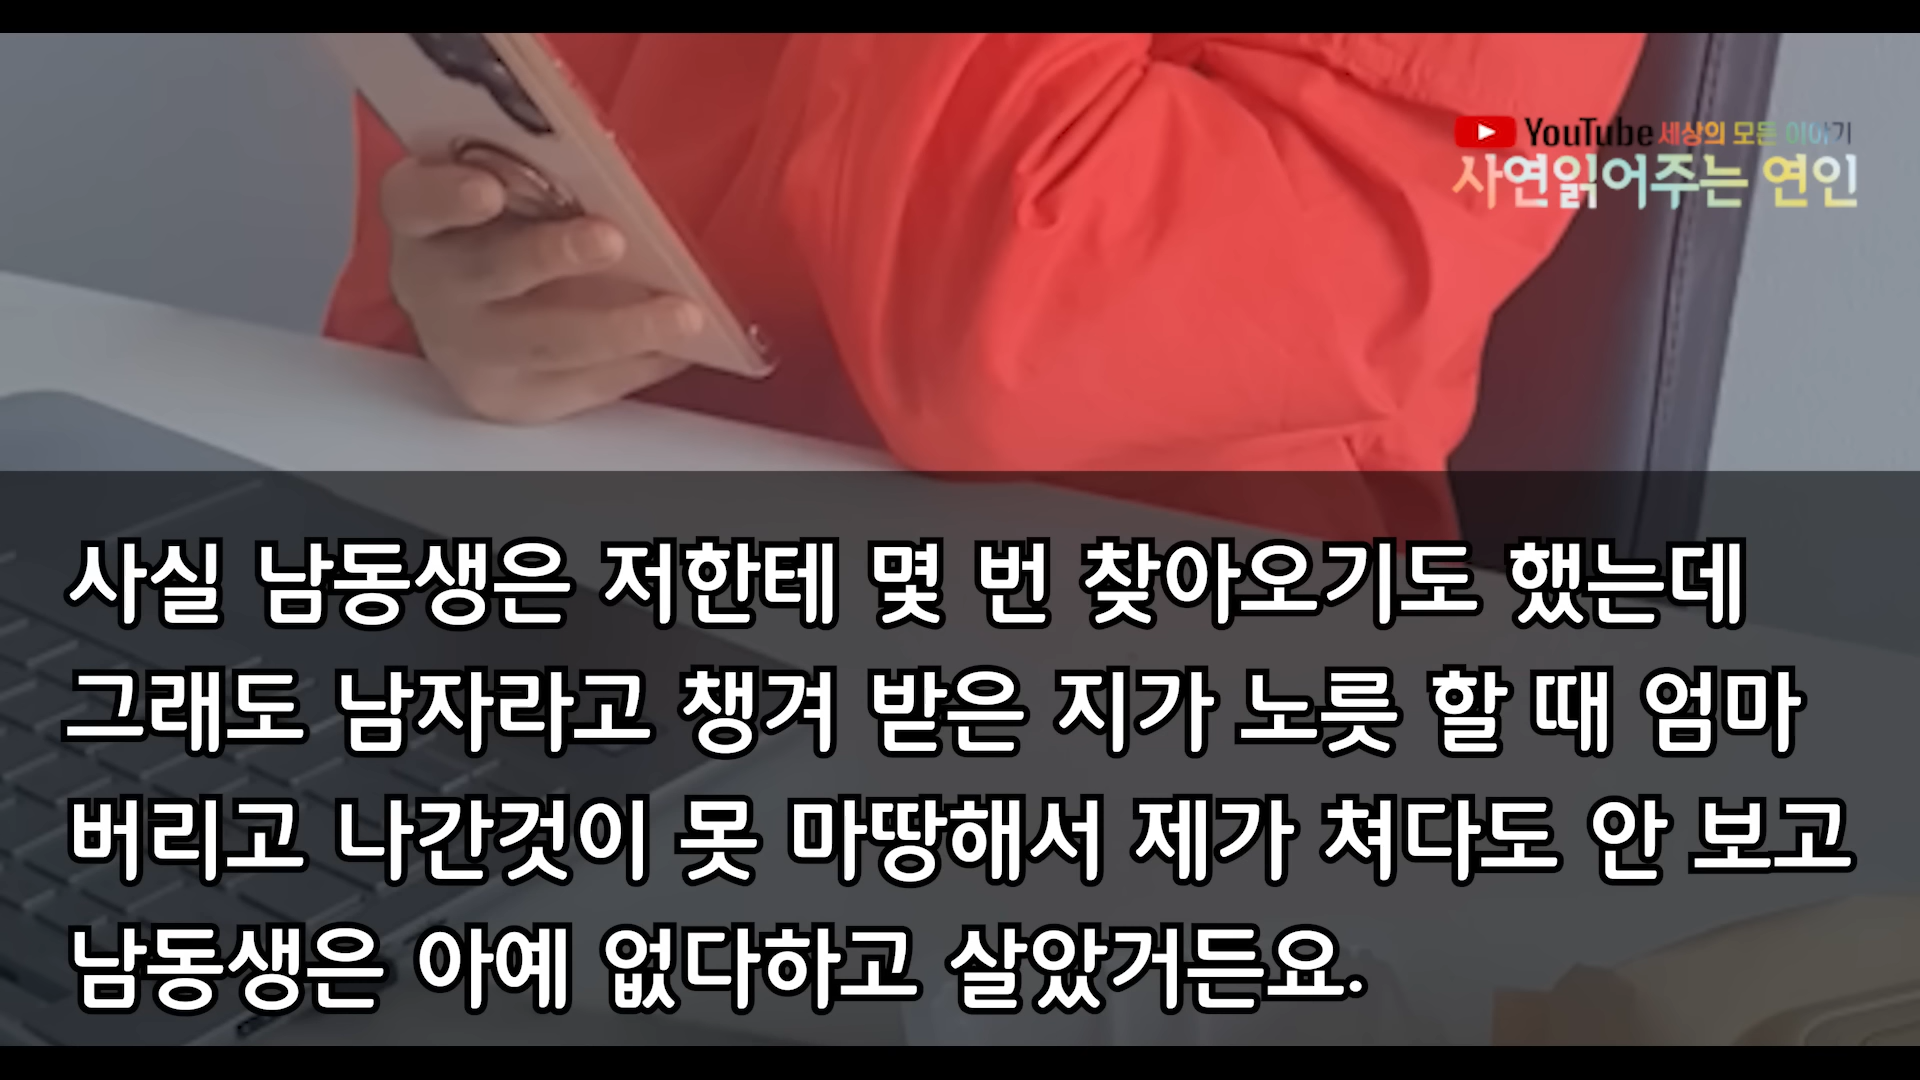 YouTube 세상의 모든 이야기
사연읽어주는 연인
사실 남동생은 저한테 몇 번 찾아오기도 했는데
그래도 남자라고 챙겨 받은 지가 노릇 할 때 엄마
버리고 나간것이 못 마땅해서 제가 쳐다도 안 보고
남동생은 아예 없다하고 살았거든요.